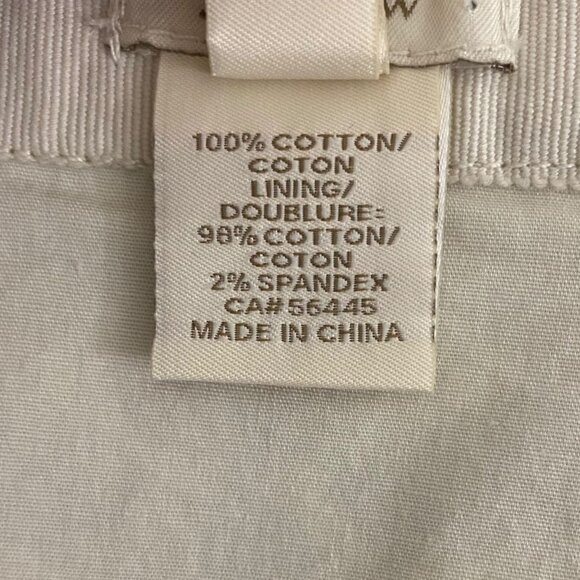 W
100% COTTON/
COTON
LINING/
DOUBLURE=
98% COTTON/
COTON
2% SPANDEX
CA# 56445
MADE IN CHINA